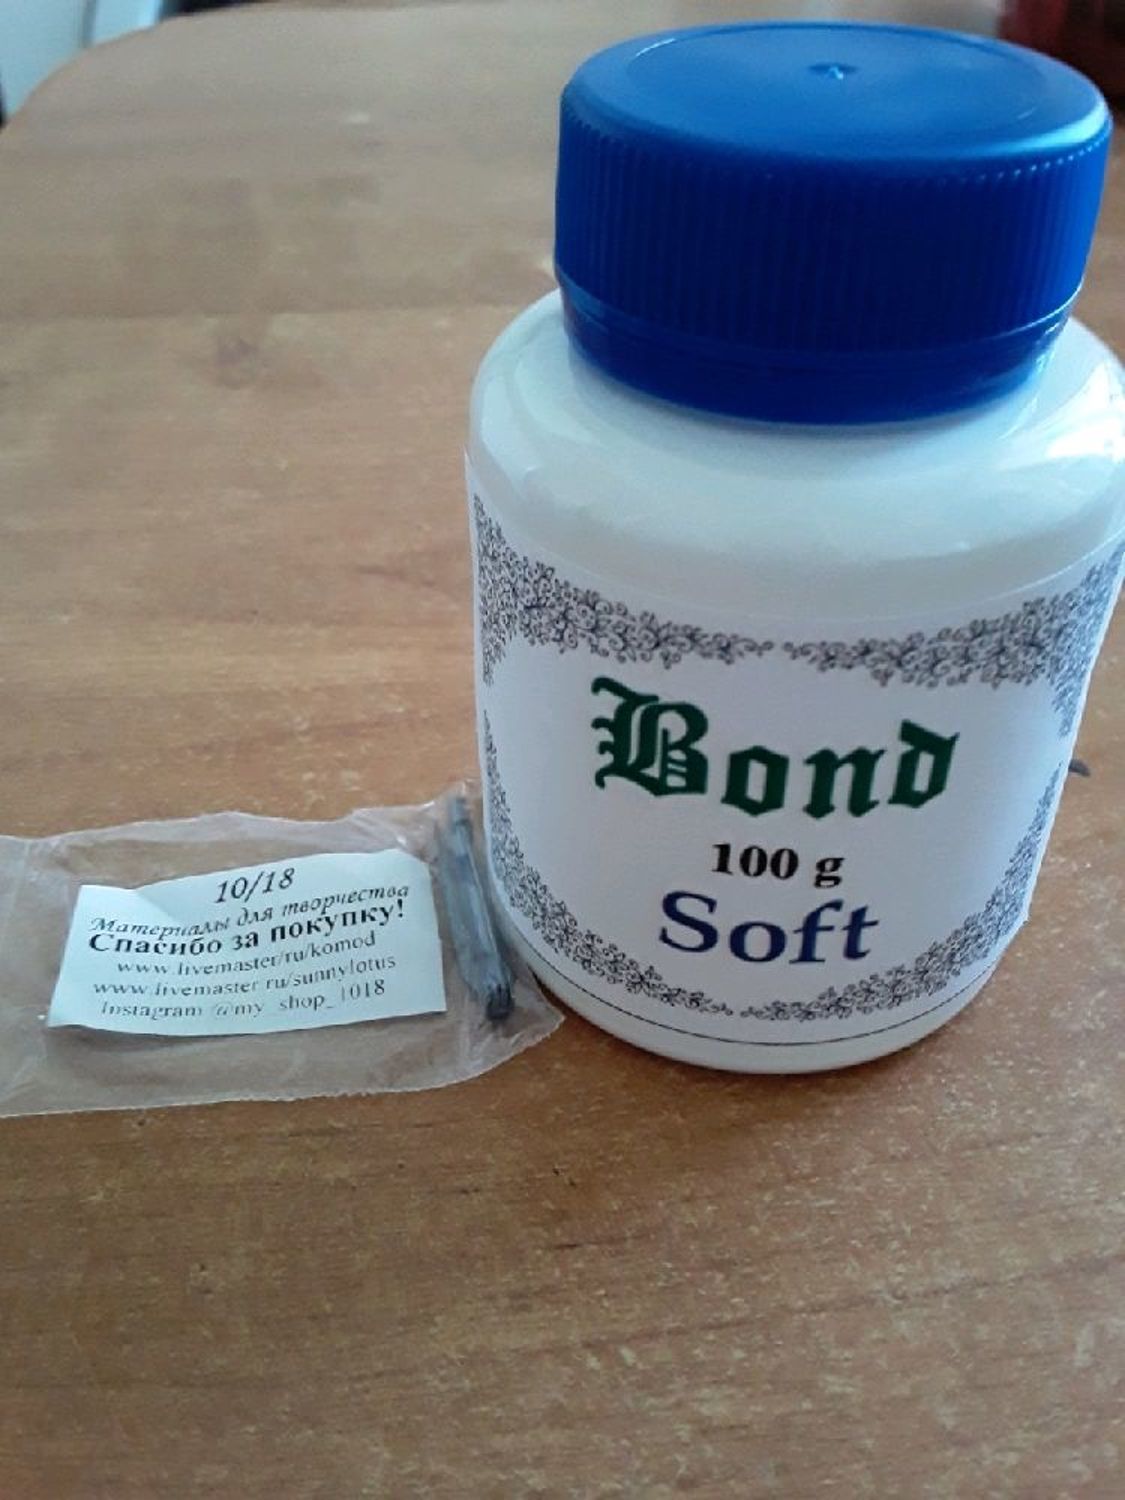 Bond
100 g
Soft
10/18
Материалы для творчества
Спасибо за покупку!
www.livemaster/ru/komod
www.livemaster.ru/sunnylotus
Instagram @my_shop_1018